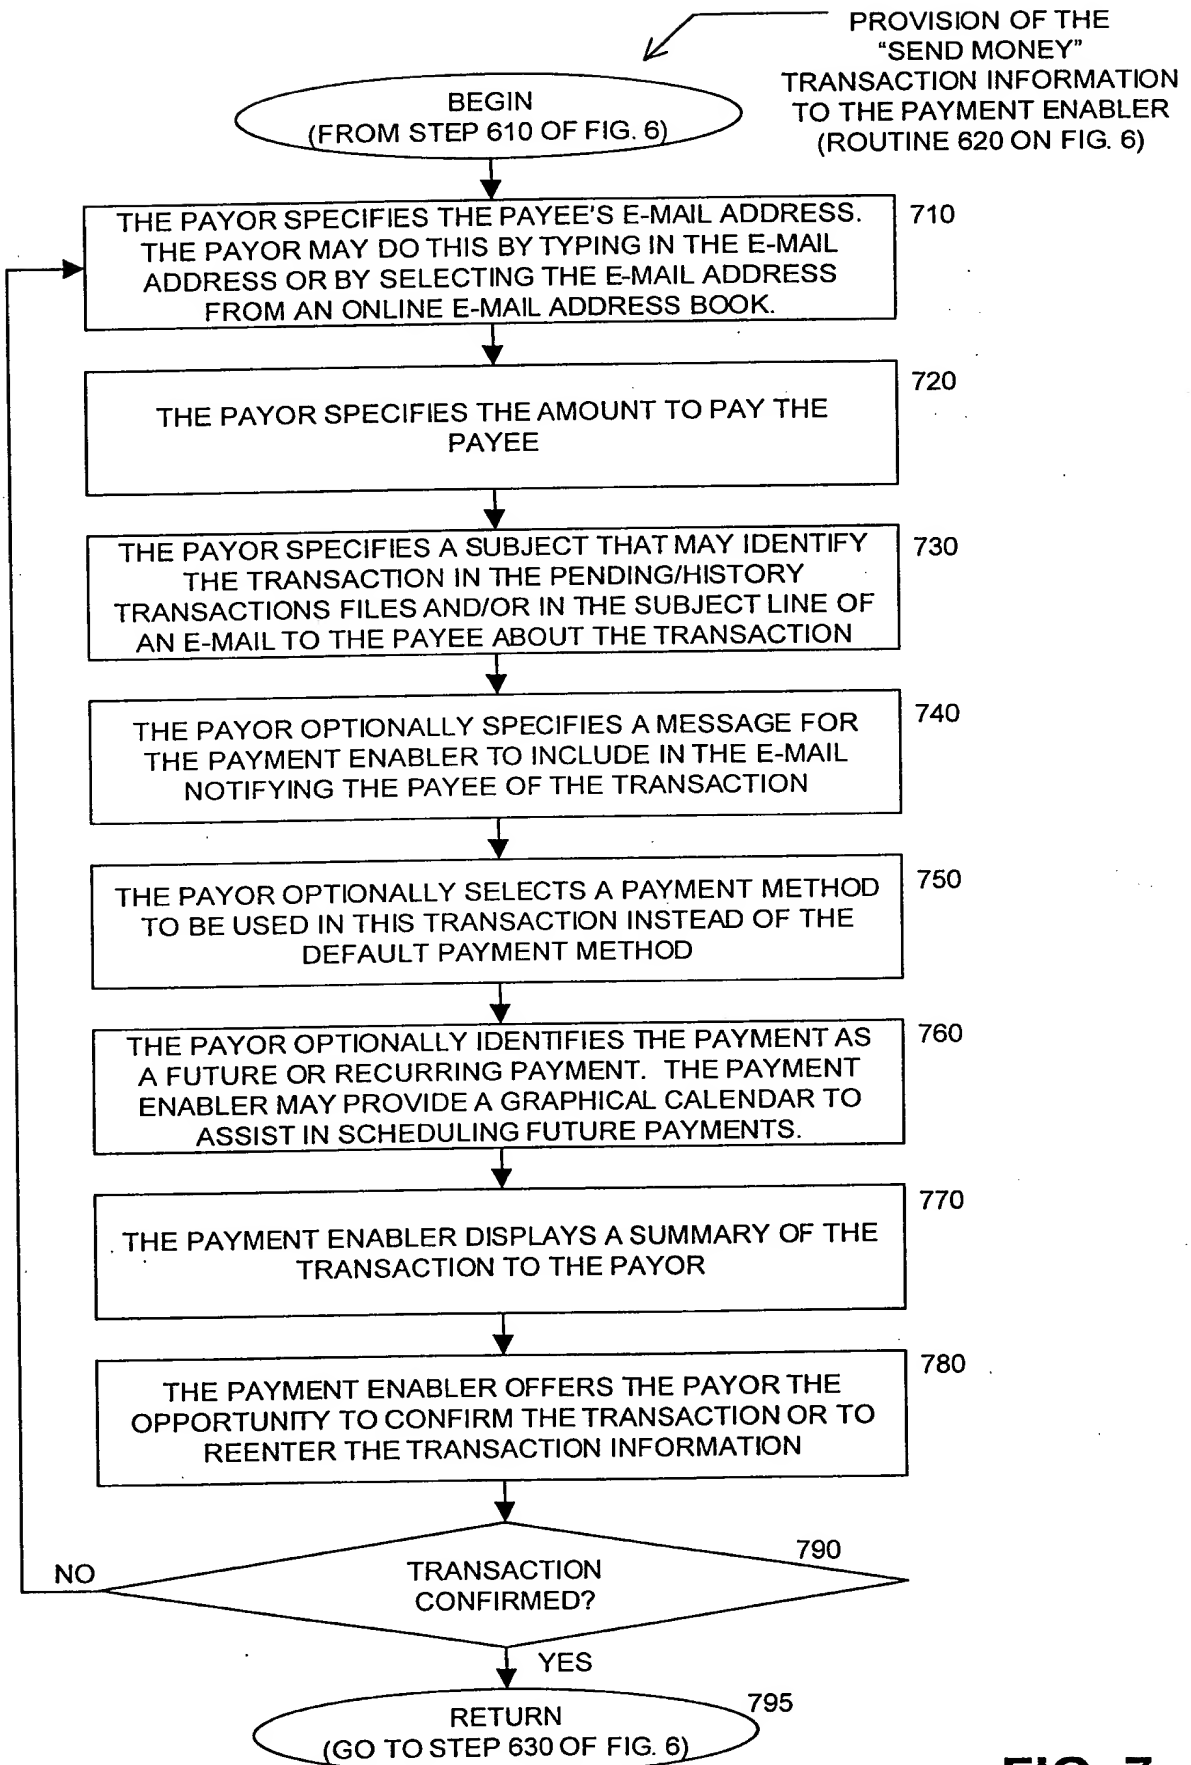 PROVISION OF THE
"SEND MONEY"
TRANSACTION INFORMATION
TO THE PAYMENT ENABLER
(ROUTINE 620 ON FIG. 6)
BEGIN
(FROM STEP 610 OF FIG. 6)
THE PAYOR SPECIFIES THE PAYEE'S E-MAIL ADDRESS.
THE PAYOR MAY DO THIS BY TYPING IN THE E-MAIL
ADDRESS OR BY SELECTING THE E-MAIL ADDRESS
FROM AN ONLINE E-MAIL ADDRESS BOOK.
710
THE PAYOR SPECIFIES THE AMOUNT TO PAY THE
PAYEE
720
THE PAYOR SPECIFIES A SUBJECT THAT MAY IDENTIFY
THE TRANSACTION IN THE PENDING/HISTORY
TRANSACTIONS FILES AND/OR IN THE SUBJECT LINE OF
AN E-MAIL TO THE PAYEE ABOUT THE TRANSACTION
730
THE PAYOR OPTIONALLY SPECIFIES A MESSAGE FOR
THE PAYMENT ENABLER TO INCLUDE IN THE E-MAIL
NOTIFYING THE PAYEE OF THE TRANSACTION
740
THE PAYOR OPTIONALLY SELECTS A PAYMENT METHOD
TO BE USED IN THIS TRANSACTION INSTEAD OF THE
DEFAULT PAYMENT METHOD
750
THE PAYOR OPTIONALLY IDENTIFIES THE PAYMENT AS
A FUTURE OR RECURRING PAYMENT. THE PAYMENT
ENABLER MAY PROVIDE A GRAPHICAL CALENDAR TO
ASSIST IN SCHEDULING FUTURE PAYMENTS.
760
THE PAYMENT ENABLER DISPLAYS A SUMMARY OF THE
TRANSACTION TO THE PAYOR
770
THE PAYMENT ENABLER OFFERS THE PAYOR THE
OPPORTUNITY TO CONFIRM THE TRANSACTION OR TO
REENTER THE TRANSACTION INFORMATION
780
TRANSACTION
CONFIRMED?
790
NO
YES
RETURN
(GO TO STEP 630 OF FIG. 6)
795